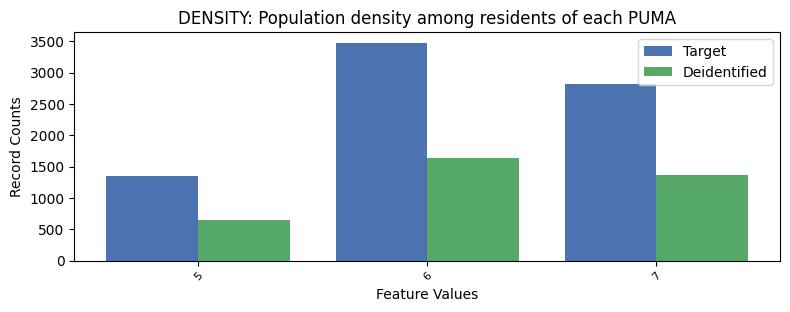 DENSITY: Population density among residents of each PUMA
3500
3000
2500
2000
1500
1000
500
0
Record Counts
Target
Deidentified
5
6
7
Feature Values